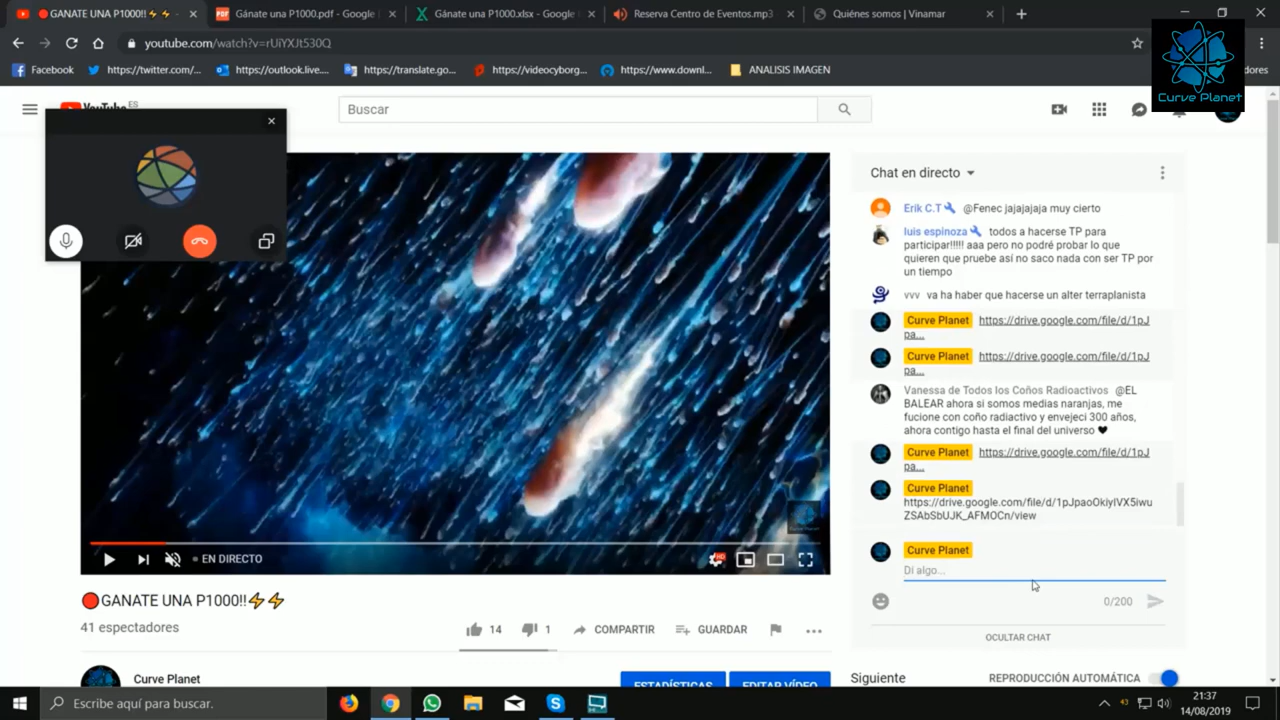 🔴GANATE UNA P1000!!⚡⚡
Gánune una P1000.pdf - Google
Gánune una P1000.xlsx - Google
Reserva Centro de Eventos.mp3
Quiénes somos | Vinamar
youtube.com/watch?v=rUiYXJt530Q
Facebook
https://twitter.com/...
https://outlook.live....
https://translate.go...
https://videocyborg...
https://www.downl...
ANALISIS IMAGEN
Curve Planet
ES
Buscar
Chat en directo
Erik C.T @Fenec jajajajaja muy cierto
luis espinoza todos a hacerse TP para
participar!!!!! aaa pero no podré probar lo que
quieren que pruebe así no saco nada con ser TP por
un tiempo
vvv va ha haber que hacerse un alter terraplanista
Curve Planet https://drive.google.com/file/d/1pJ
pa...
Curve Planet https://drive.google.com/file/d/1pJ
pa...
Vanessa de Todos los Coños Radioactivos @EL
BALEAR ahora si somos medias naranjas, me
fucione con coño radiactivo y envejeci 300 años,
ahora contigo hasta el final del universo ♥
Curve Planet https://drive.google.com/file/d/1pJ
pa...
Curve Planet
https://drive.google.com/file/d/1pJpaoOkiyIVX5iwu
ZSAbSbUJK_AFMOCn/view
Curve Planet
Di algo...
0/200
OCULTAR CHAT
EN DIRECTO
🔴GANATE UNA P1000!!⚡⚡
41 espectadores
14
1
COMPARTIR
GUARDAR
Curve Planet
ESTADÍSTICAS
EDITAR VÍDEO
Siguiente
REPRODUCCIÓN AUTOMÁTICA
Escribe aquí para buscar.
21:37
14/08/2019